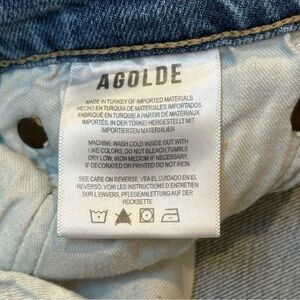 AGOLDE
MADE IN TURKEY OF IMPORTED MATERIALS
HECHO EN TURQUIA DE MATERIALES IMPORTADOS
FABRIQUÉ EN TURQUIE A PARTIR DE MATÉRIAUX
IMPORTÉS. IN DER TÜRKEI HERGESTELLT MIT
IMPORTIERTEN MATERIALIEN
MACHINE WASH COLD INSIDE OUT WITH
LIKE COLORS, DO NOT BLEACH TUMBLE
DRY LOW, IRON MEDIUM IF NECESSARY,
IF DECORATED OR PRINTED DO NOT IRON
SEE CARE ON REVERSE. VEA EL CUIDADO EN EL
REVERSO, VOIR LES INSTRUCTIONS D'ENTRETIEN
SUR L'ENVERS, PFLEGEANLEITUNG AUF DER
RÜCKSETTE.